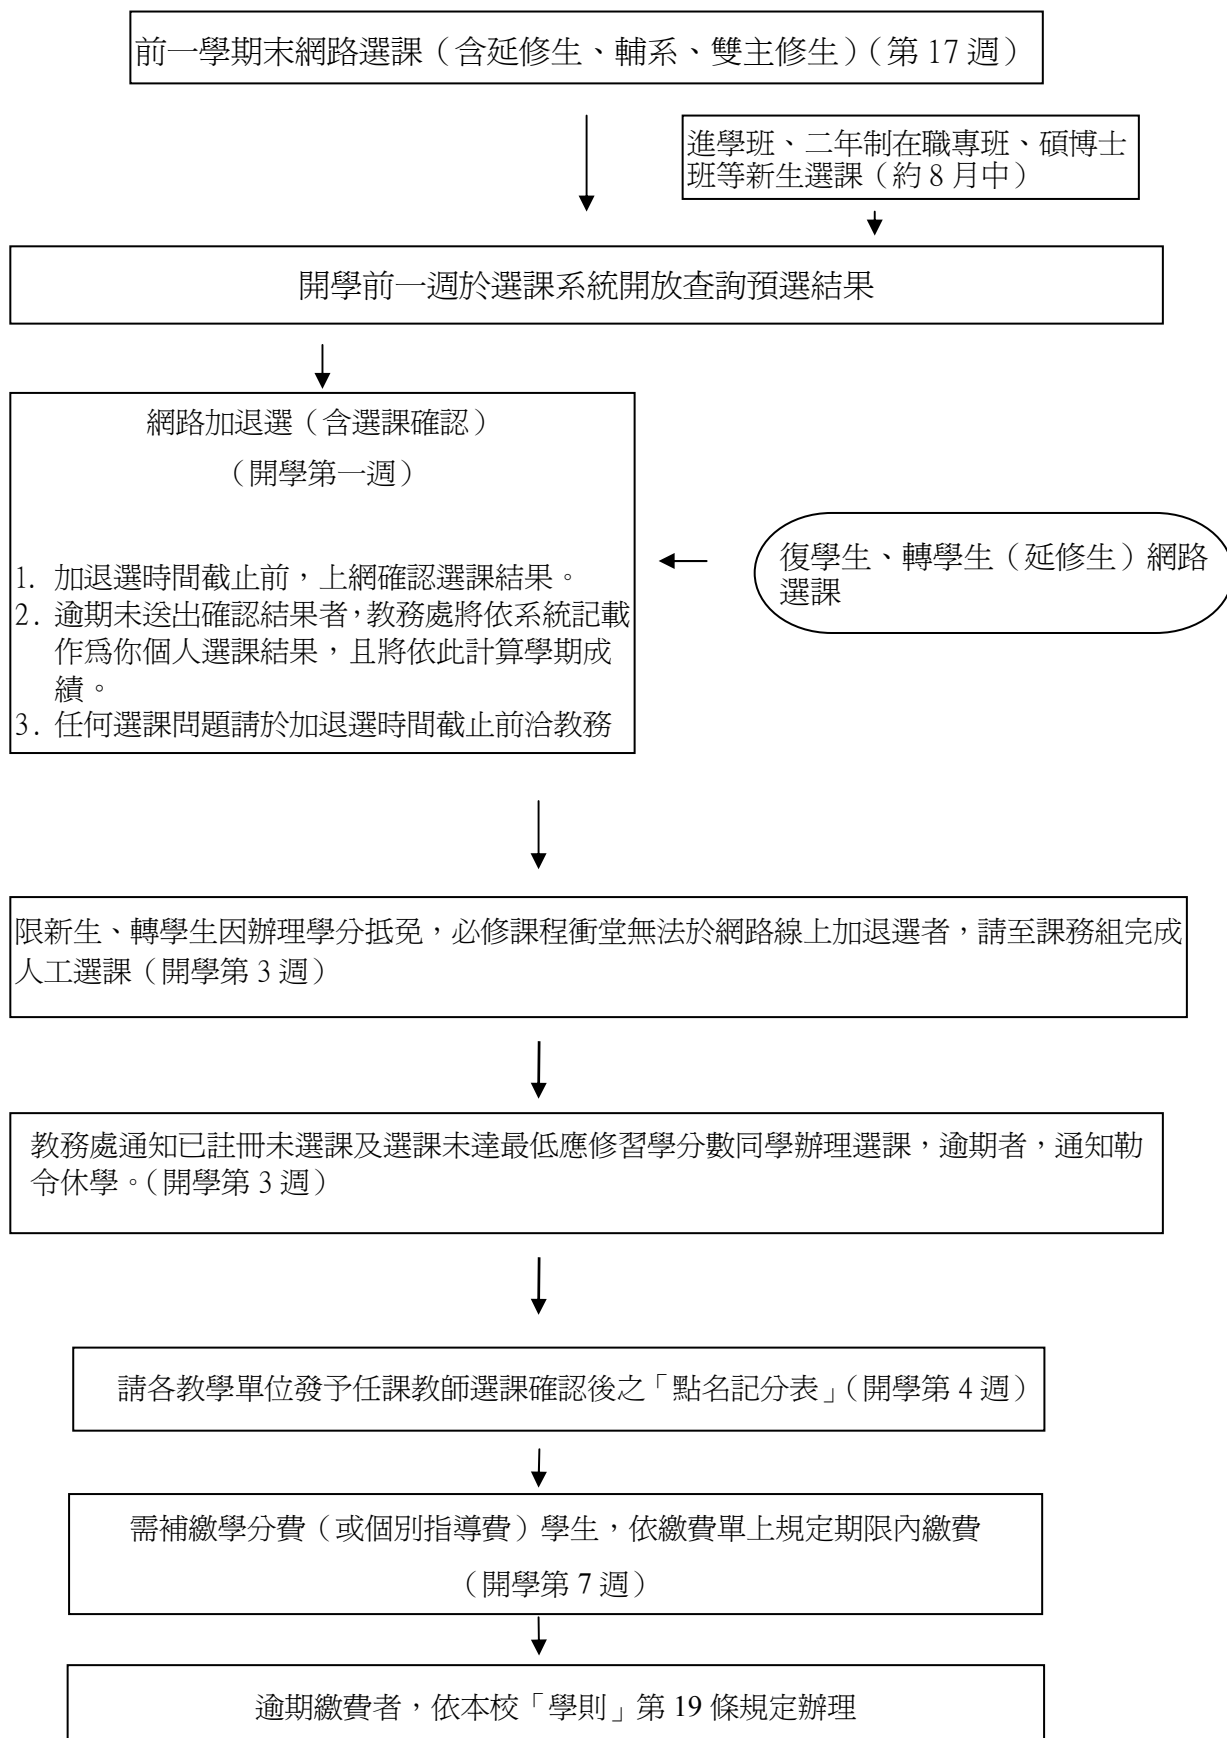 前一學期末網路選課（含延修生、輔系、雙主修生）（第 17 週）
進學班、二年制在職專班、碩博士
班等新生選課（約 8 月中）
開學前一週於選課系統開放查詢預選結果
網路加退選（含選課確認）
（開學第一週）
1. 加退選時間截止前，上網確認選課結果。
2. 逾期未送出確認結果者，教務處將依系統記載
作為你個人選課結果，且將依此計算學期成
績。
3. 任何選課問題請於加退選時間截止前洽教務
復學生、轉學生（延修生）網路
選課
限新生、轉學生因辦理學分抵免，必修課程衝堂無法於網路線上加退選者，請至課務組完成
人工選課（開學第 3 週）
教務處通知已註冊未選課及選課未達最低應修習學分數同學辦理選課，逾期者，通知勒
令休學。（開學第 3 週）
請各教學單位發予任課教師選課確認後之「點名記分表」（開學第 4 週）
需補繳學分費（或個別指導費）學生，依繳費單上規定期限內繳費
（開學第 7 週）
逾期繳費者，依本校「學則」第 19 條規定辦理